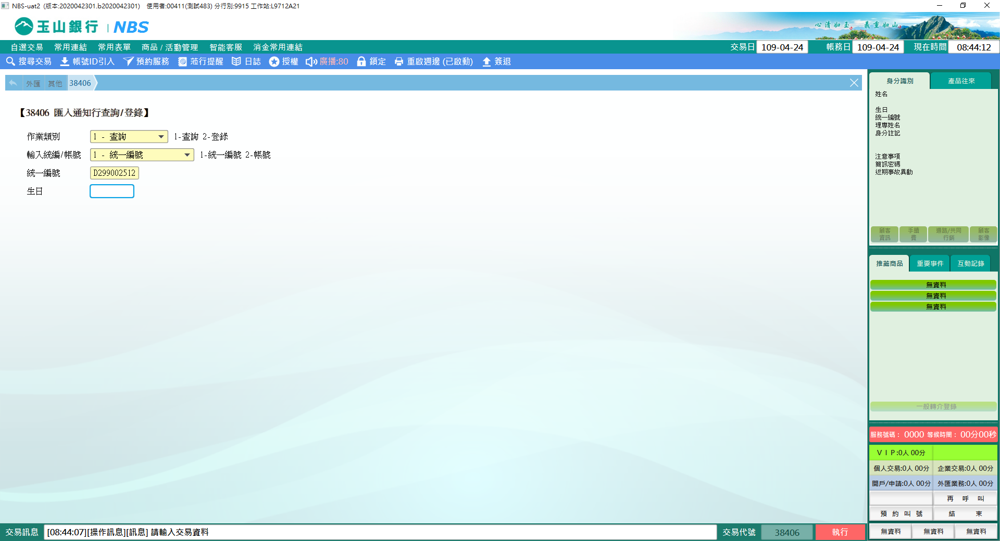 NBS-uat2 (版本:2020042301.b2020042301) 使用者:00411(測試483) 分行別:9915 工作站:L9712A21
玉山銀行 | NBS
心清如玉 義重如山
自選交易 常用連結 常用表單 商品 / 活動管理 智能客服 消金常用連結 交易日 109-04-24 帳務日 109-04-24 現在時間 08:44:12
搜尋交易 帳號ID引入 預約服務 蒞行提醒 日誌 授權 廣播:80 鎖定 重啟週邊 (已啟動) 簽退
外匯 其他 38406
【38406 匯入通知行查詢/登錄】
作業類別 1 - 查詢 1-查詢 2-登錄
輸入統編/帳號 1 - 統一編號 1-統一編號 2-帳號
統一編號 D299002512
生日
身分識別 產品往來
姓名
生日
統一編號
理專姓名
身分註記
注意事項
簡訊密碼
近期事故異動
顧客資訊 手續費 通路/共同行銷 顧客影像
推薦商品 重要事件 互動記錄
無資料
無資料
無資料
一般轉介登錄
服務號碼： 0000 等候時間： 00分00秒
ＶＩＰ:0人 00分
個人交易:0人 00分 企業交易:0人 00分
開戶/申請:0人 00分 外匯業務:0人 00分
再 呼 叫
預 約 叫 號 結 束
無資料 無資料 無資料
交易訊息 [08:44:07][操作訊息][訊息] 請輸入交易資料 交易代號 38406 執行